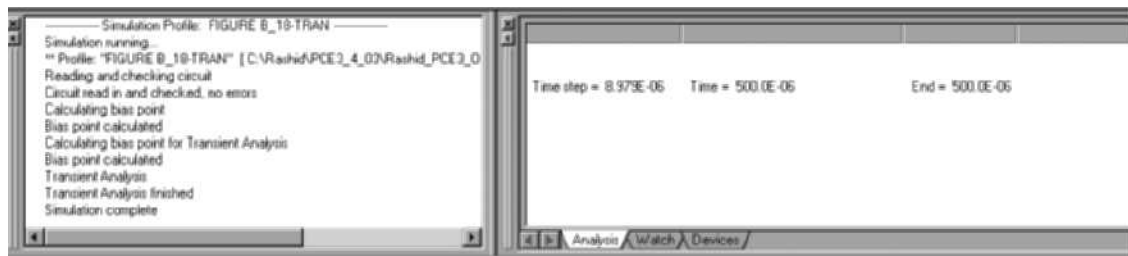 Simulation Profile: FIGURE B_18-TRAN
Simulation running...
** Profile: "FIGURE B_18-TRAN" [ C:\Rashid\PCE3_4_03\Rashid_PCE3_O
Reading and checking circuit
Circuit read in and checked, no errors
Calculating bias point
Bias point calculated
Calculating bias point for Transient Analysis
Bias point calculated
Transient Analysis
Transient Analysis finished
Simulation complete
Time step = 8.979E-06 Time = 500.0E-06 End = 500.0E-06
Analysis Watch Devices